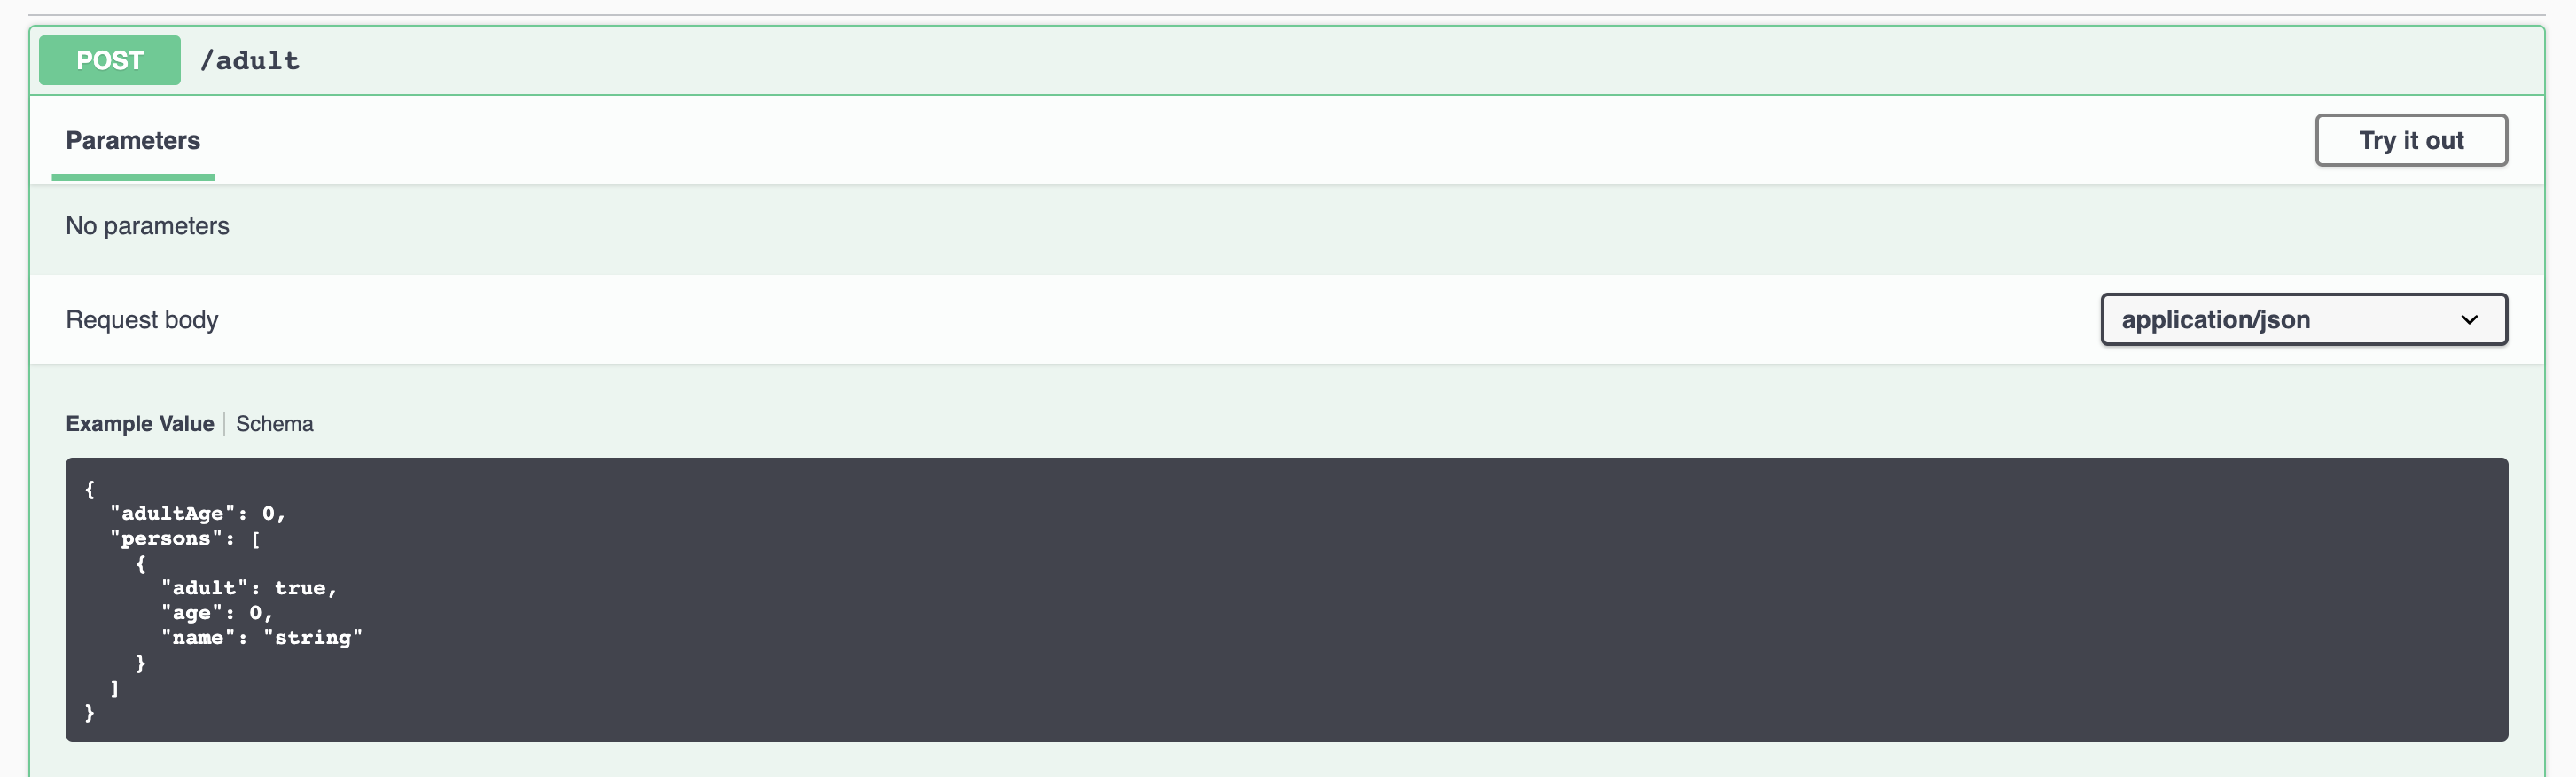 POST /adult
Parameters
Try it out
No parameters
Request body
application/json
Example Value | Schema
{
  "adultAge": 0,
  "persons": [
    {
      "adult": true,
      "age": 0,
      "name": "string"
    }
  ]
}